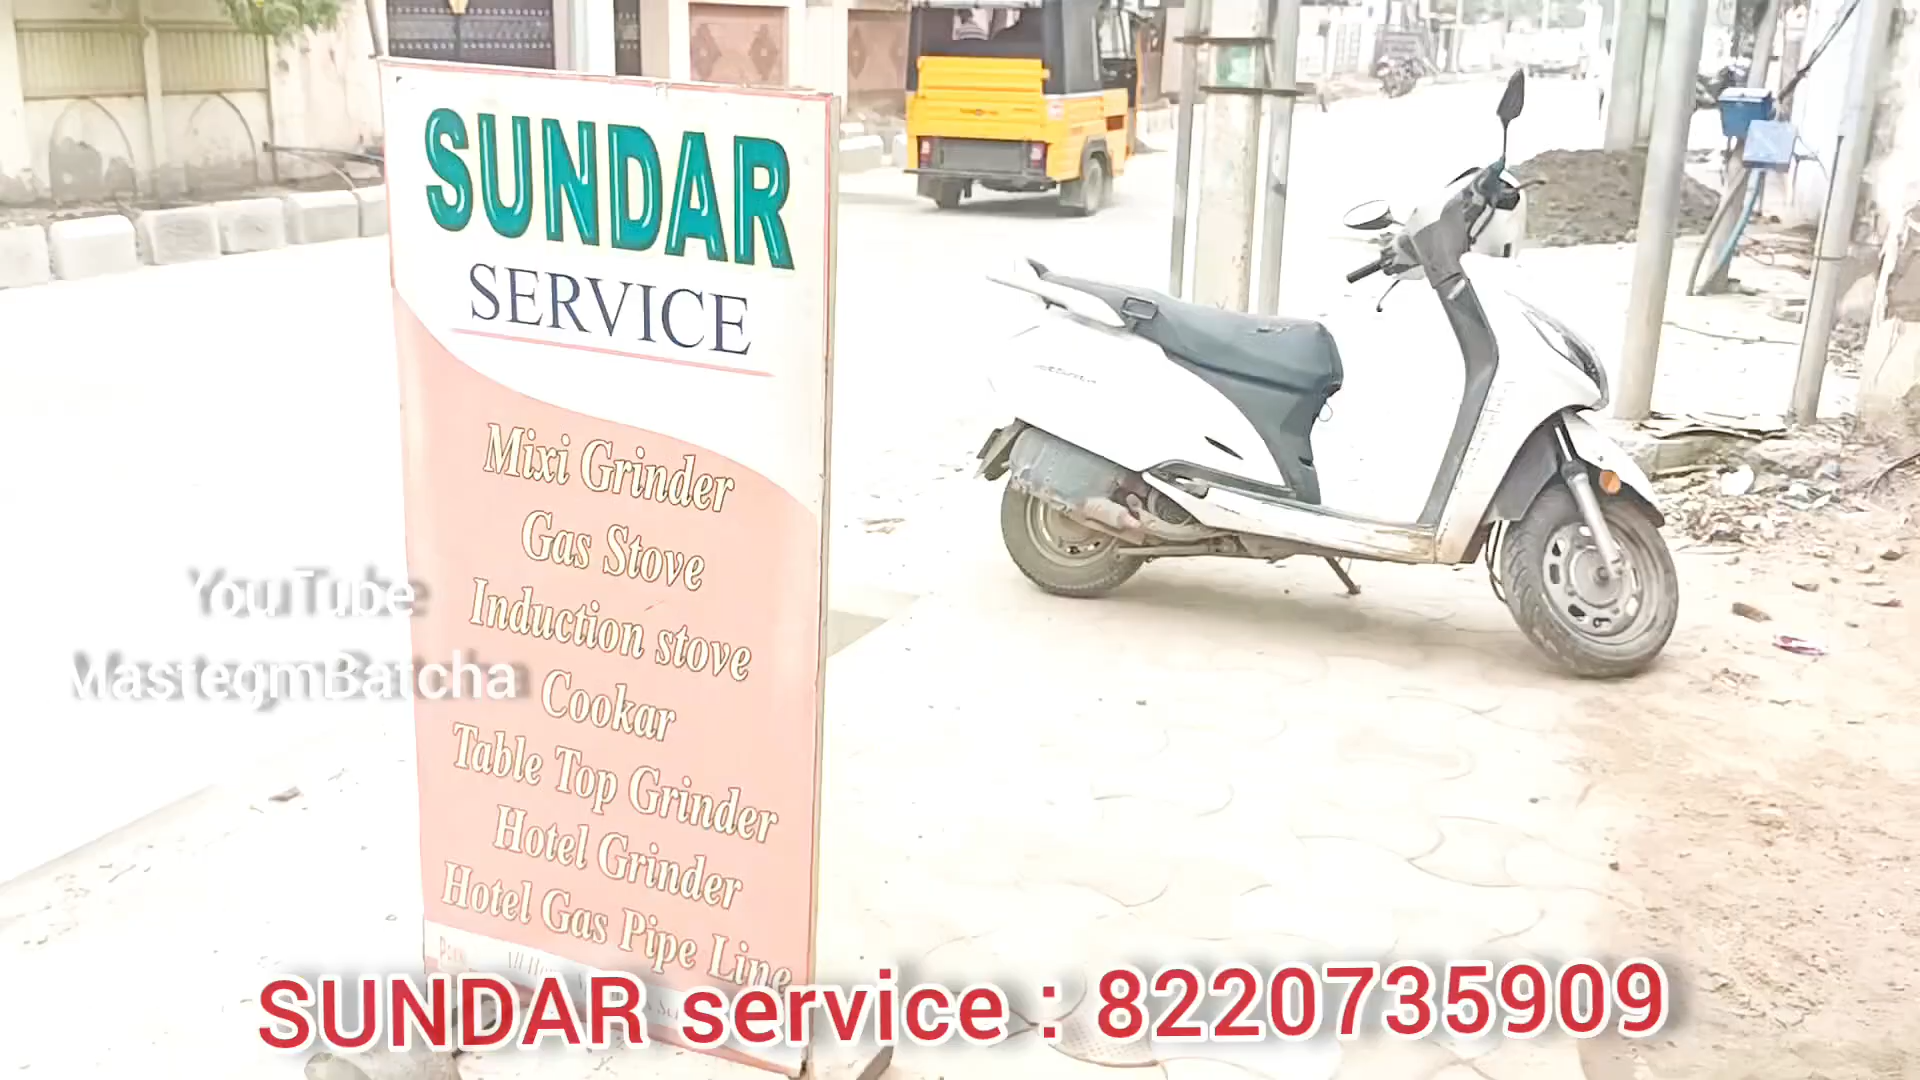 SUNDAR
SERVICE
Mixi Grinder
Gas Stove
Induction stove
Cookar
Table Top Grinder
Hotel Grinder
Hotel Gas Pipe Line
YouTube
MastegmBatcha
SUNDAR service : 8220735909